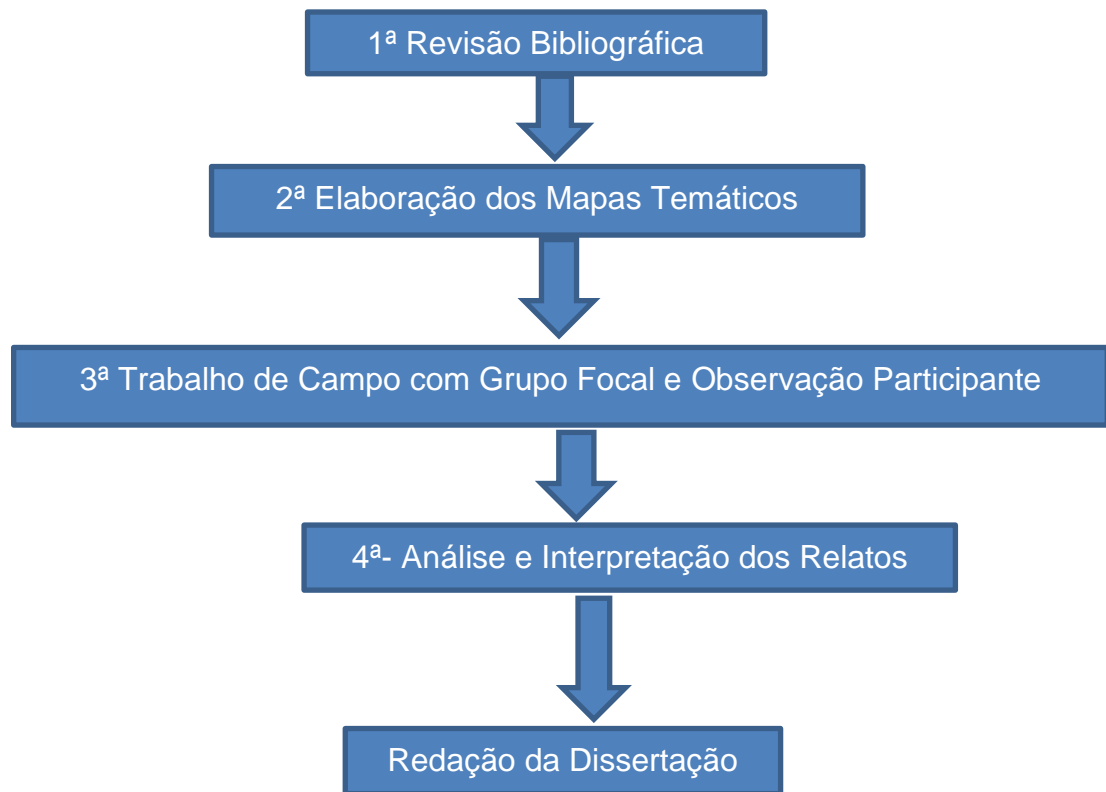 1ª Revisão Bibliográfica
2ª Elaboração dos Mapas Temáticos
3ª Trabalho de Campo com Grupo Focal e Observação Participante
4ª- Análise e Interpretação dos Relatos
Redação da Dissertação